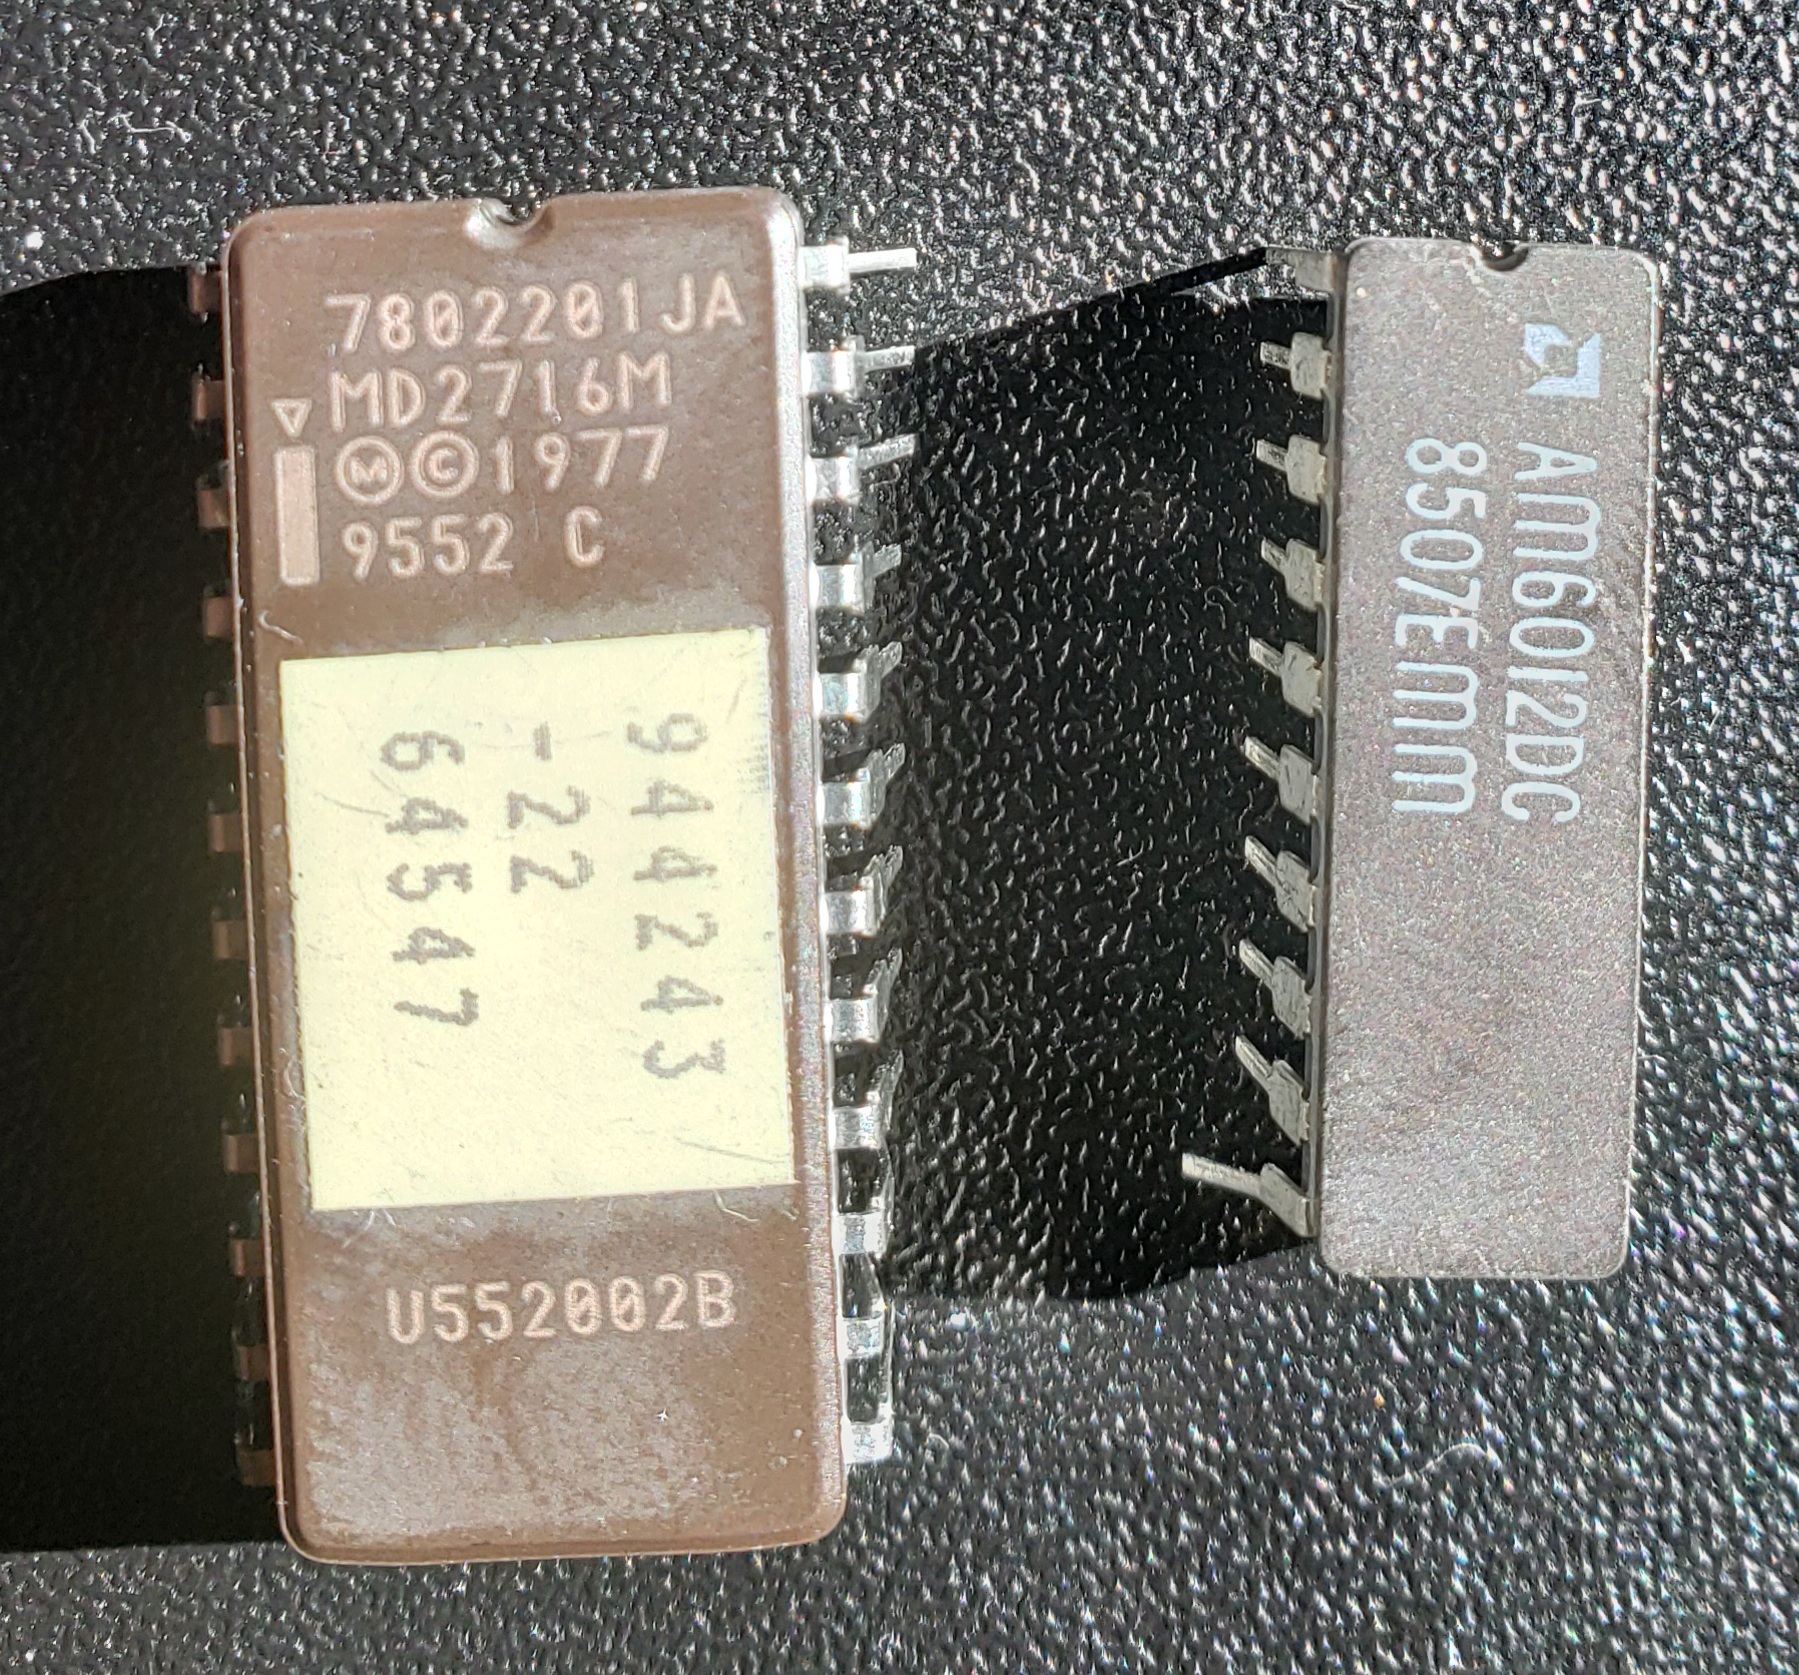 7802201JA
MD2716M
Ⓜ©1977
9552 C
944243
-22
64547
U552002B
AM6012DC
8507EMM